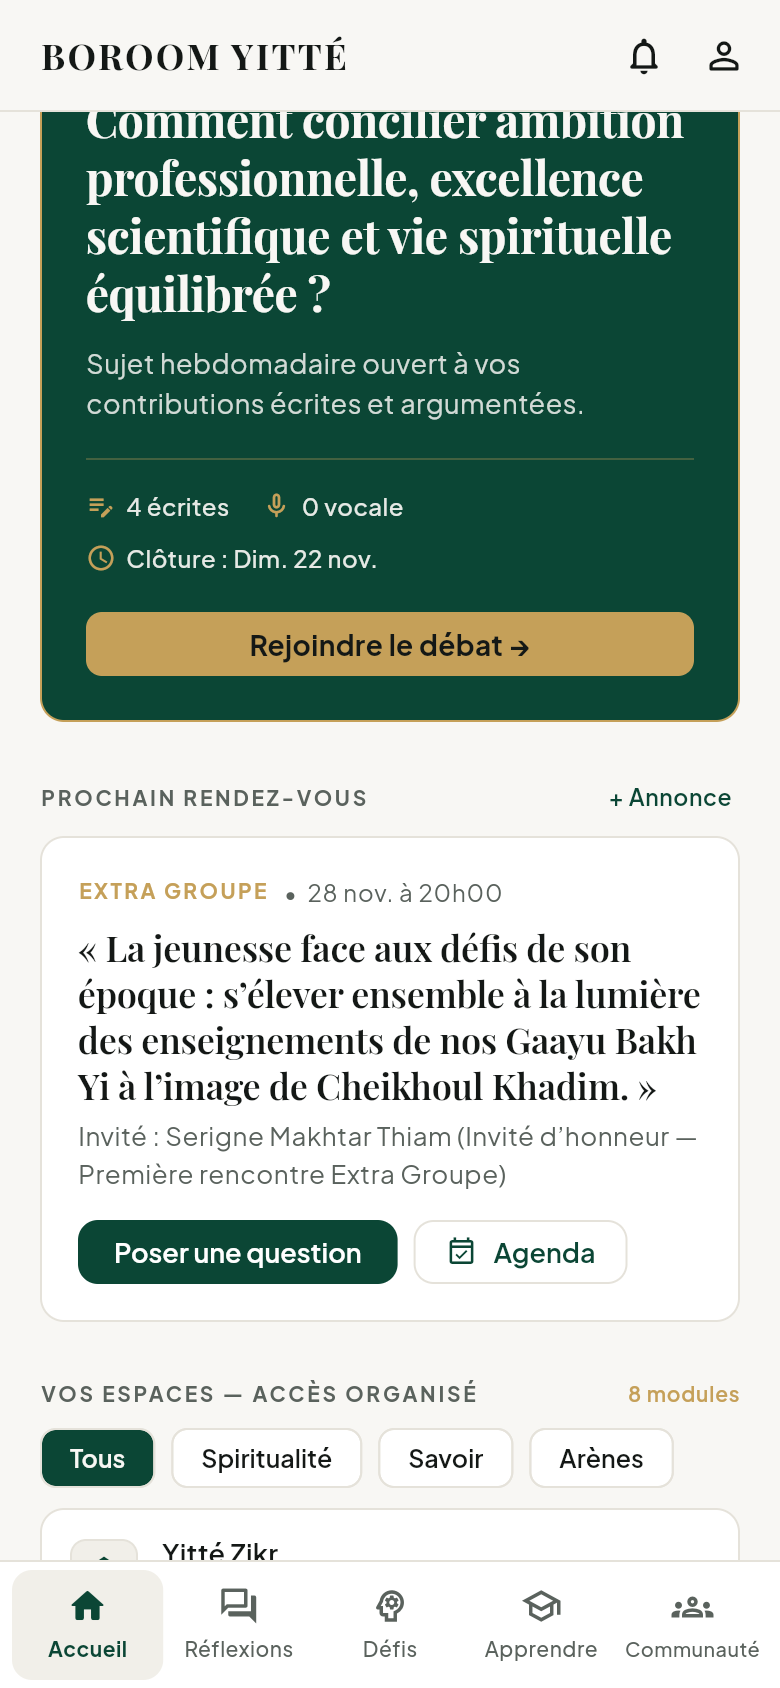 BOROOM YITTÉ
Comment concilier ambition
professionnelle, excellence
scientifique et vie spirituelle
équilibrée ?
Sujet hebdomadaire ouvert à vos
contributions écrites et argumentées.
4 écrites 0 vocale
Clôture : Dim. 22 nov.
Rejoindre le débat →
PROCHAIN RENDEZ-VOUS + Annonce
EXTRA GROUPE • 28 nov. à 20h00
« La jeunesse face aux défis de son
époque : s’élever ensemble à la lumière
des enseignements de nos Gaayu Bakh
Yi à l’image de Cheikhoul Khadim. »
Invité : Serigne Makhtar Thiam (Invité d’honneur —
Première rencontre Extra Groupe)
Poser une question Agenda
VOS ESPACES — ACCÈS ORGANISÉ 8 modules
Tous Spiritualité Savoir Arènes
Yitté Zikr
Accueil Réflexions Défis Apprendre Communauté